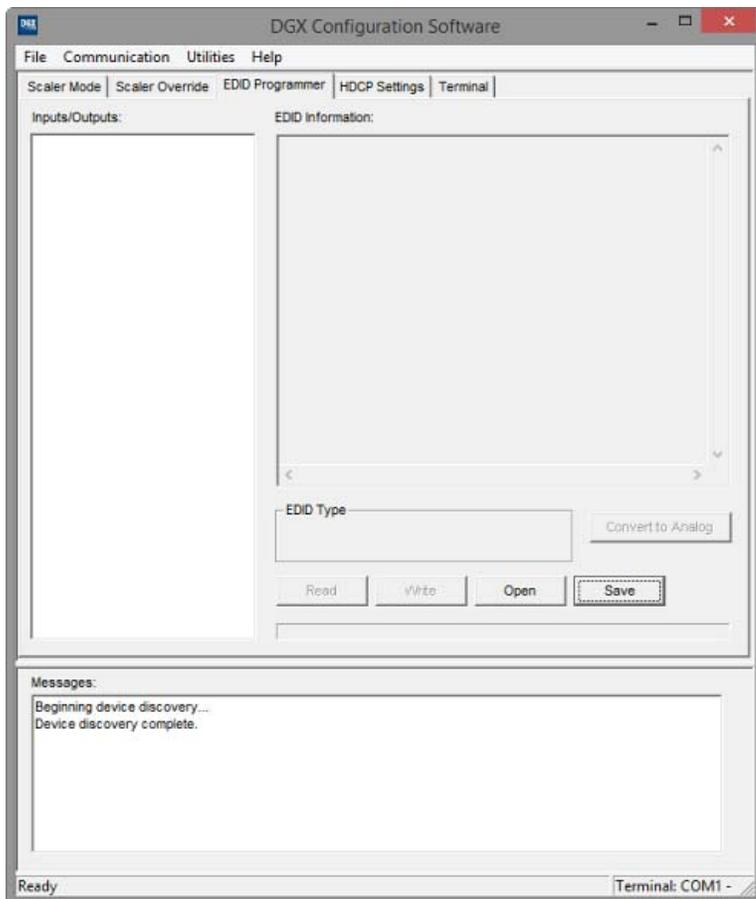 DGX
DGX Configuration Software
File Communication Utilities Help
Scaler Mode Scaler Override EDID Programmer HDCP Settings Terminal
Inputs/Outputs:
EDID Information:
EDID Type
Convert to Analog
Read Write Open Save
Messages:
Beginning device discovery...
Device discovery complete.
Ready
Terminal: COM1 -